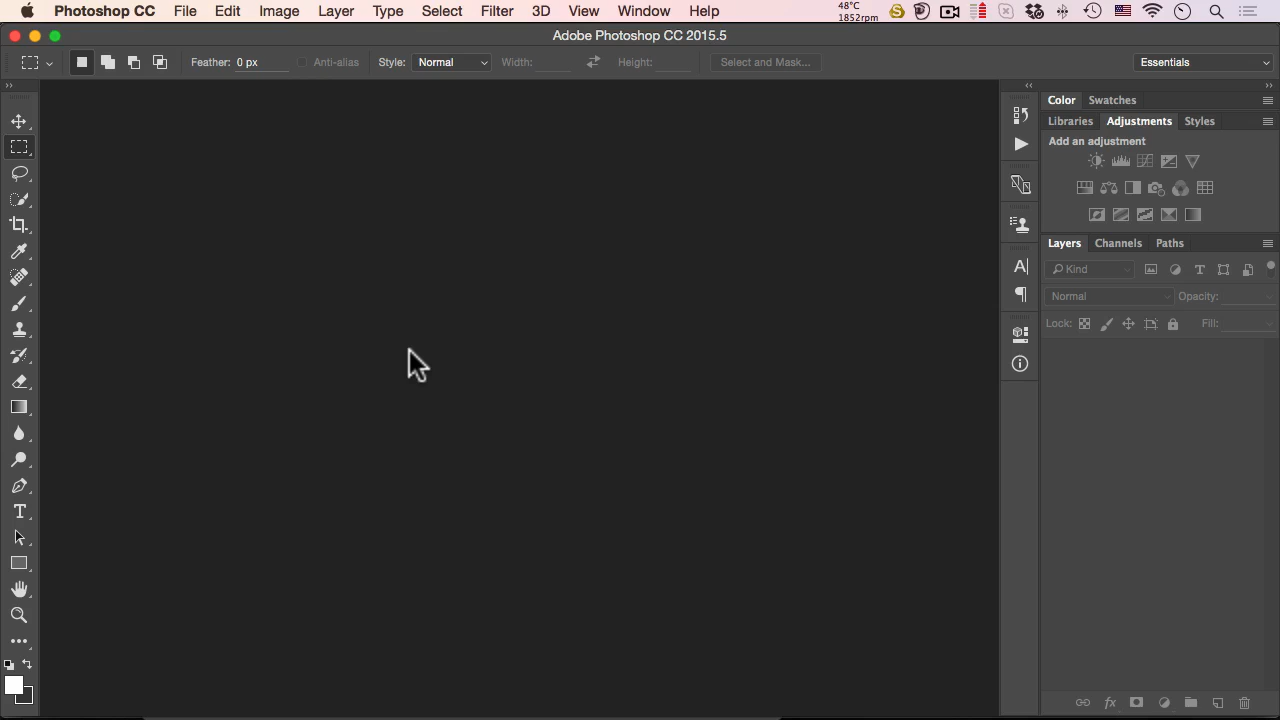 Photoshop CC File Edit Image Layer Type Select Filter 3D View Window Help 48°C
1852rpm
Adobe Photoshop CC 2015.5
Feather: 0 px Anti-alias Style: Normal Width: Height: Select and Mask... Essentials
Color Swatches
Libraries Adjustments Styles
Add an adjustment
Layers Channels Paths
Kind
Normal Opacity:
Lock: Fill: